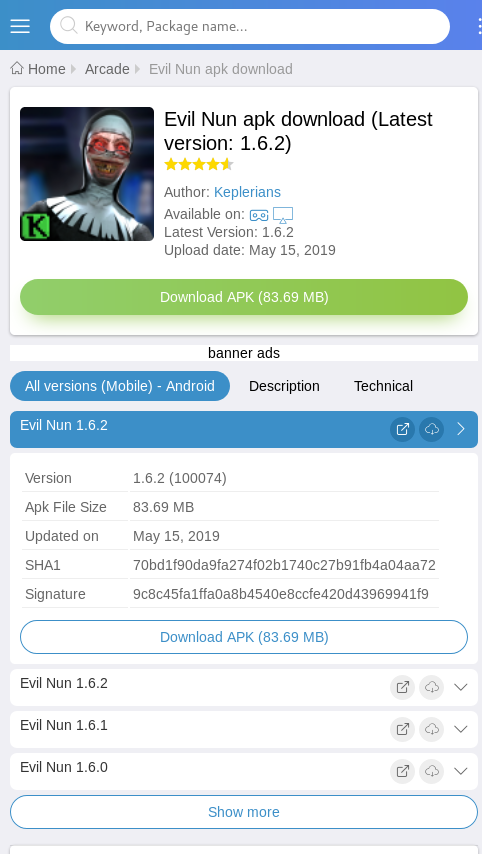 Keyword, Package name...
Home Arcade Evil Nun apk download
Evil Nun apk download (Latest
version: 1.6.2)
Author: Keplerians
Available on:
Latest Version: 1.6.2
Upload date: May 15, 2019
K
Download APK (83.69 MB)
banner ads
All versions (Mobile) - Android Description Technical
Evil Nun 1.6.2
Version 1.6.2 (100074)
Apk File Size 83.69 MB
Updated on May 15, 2019
SHA1 70bd1f90da9fa274f02b1740c27b91fb4a04aa72
Signature 9c8c45fa1ffa0a8b4540e8ccfe420d43969941f9
Download APK (83.69 MB)
Evil Nun 1.6.2
Evil Nun 1.6.1
Evil Nun 1.6.0
Show more